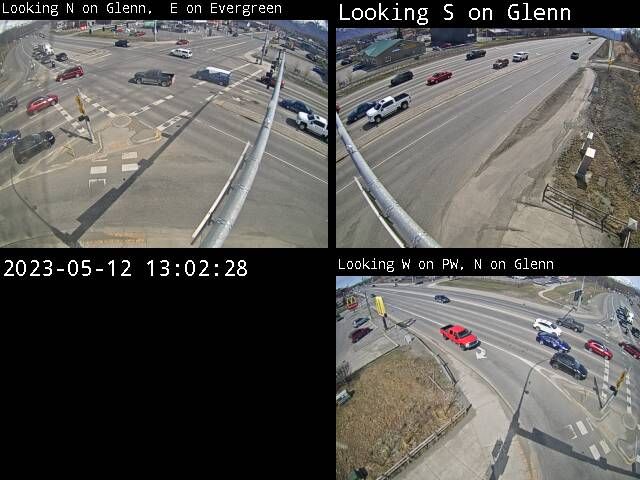 Looking N on Glenn, E on Evergreen
Looking S on Glenn
2023-05-12 13:02:28
Looking W on PW, N on Glenn